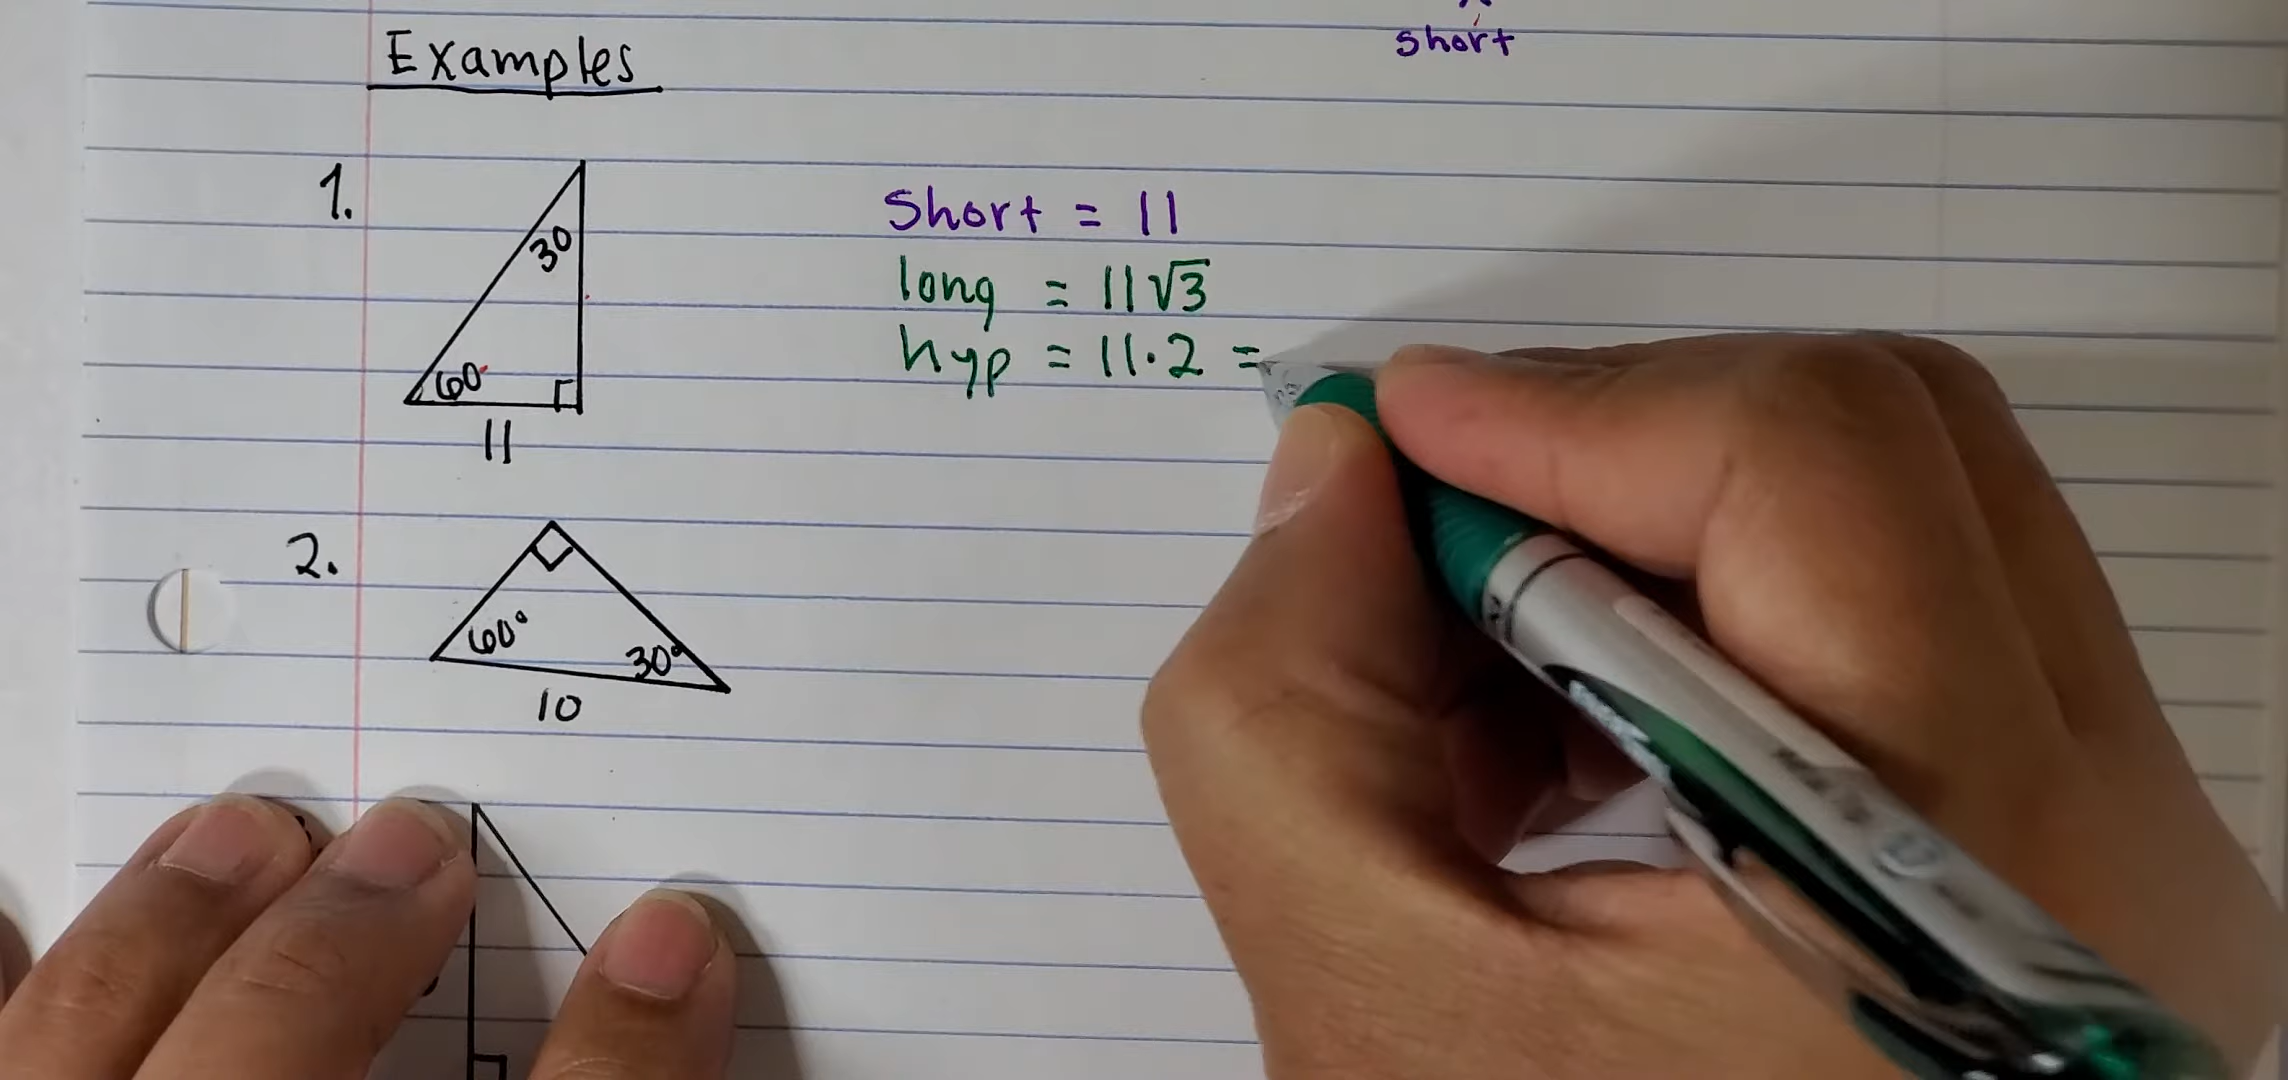 short
Examples
1.
30
60°
11
Short = 11
long = 11√3
hyp = 11·2 =
2.
60°
30°
10